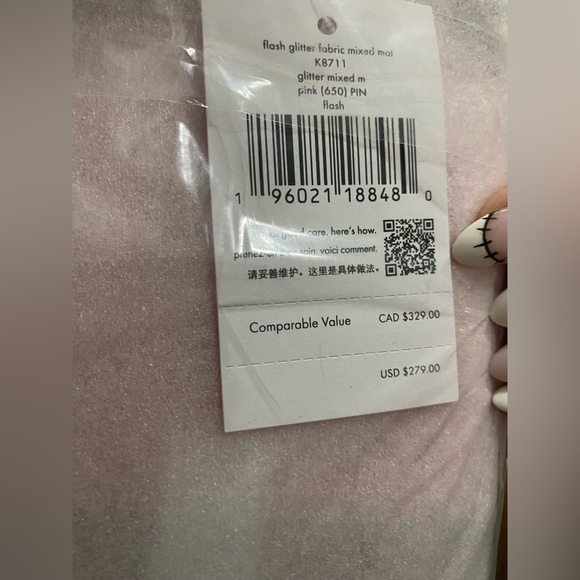 flash glitter fabric mixed mat
K8711
glitter mixed m
pink (650) PIN
flash
1 96021 18848 0
good care. here's how.
voici comment.
请妥善维护。这里是具体做法。
Comparable Value CAD $329.00
USD $279.00